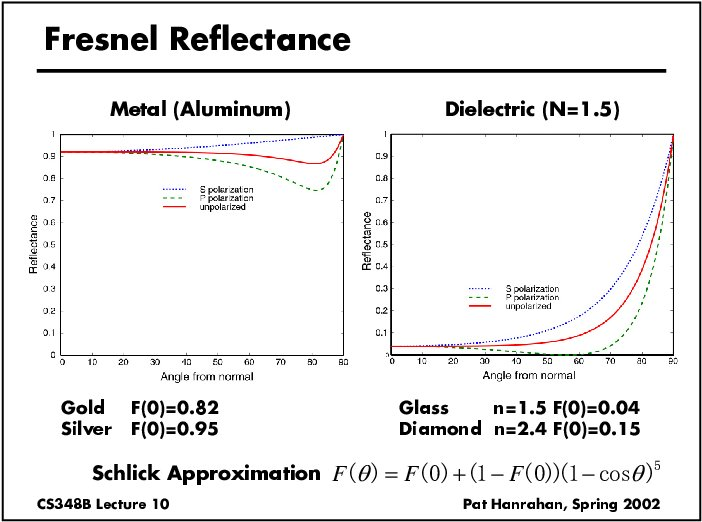 Fresnel Reflectance
Metal (Aluminum)
Dielectric (N=1.5)
1
0.9
0.8
0.7
0.6
0.5
0.4
0.3
0.2
0.1
0
Reflectance
S polarization
P polarization
unpolarized
0 10 20 30 40 50 60 70 80 90
Angle from normal
1
0.9
0.8
0.7
0.6
0.5
0.4
0.3
0.2
0.1
0
Reflectance
S polarization
P polarization
unpolarized
0 10 20 30 40 50 60 70 80 90
Angle from normal
Gold F(0)=0.82
Silver F(0)=0.95
Glass n=1.5 F(0)=0.04
Diamond n=2.4 F(0)=0.15
Schlick Approximation F(θ) = F(0) + (1 − F(0))(1 − cosθ)⁵
CS348B Lecture 10
Pat Hanrahan, Spring 2002